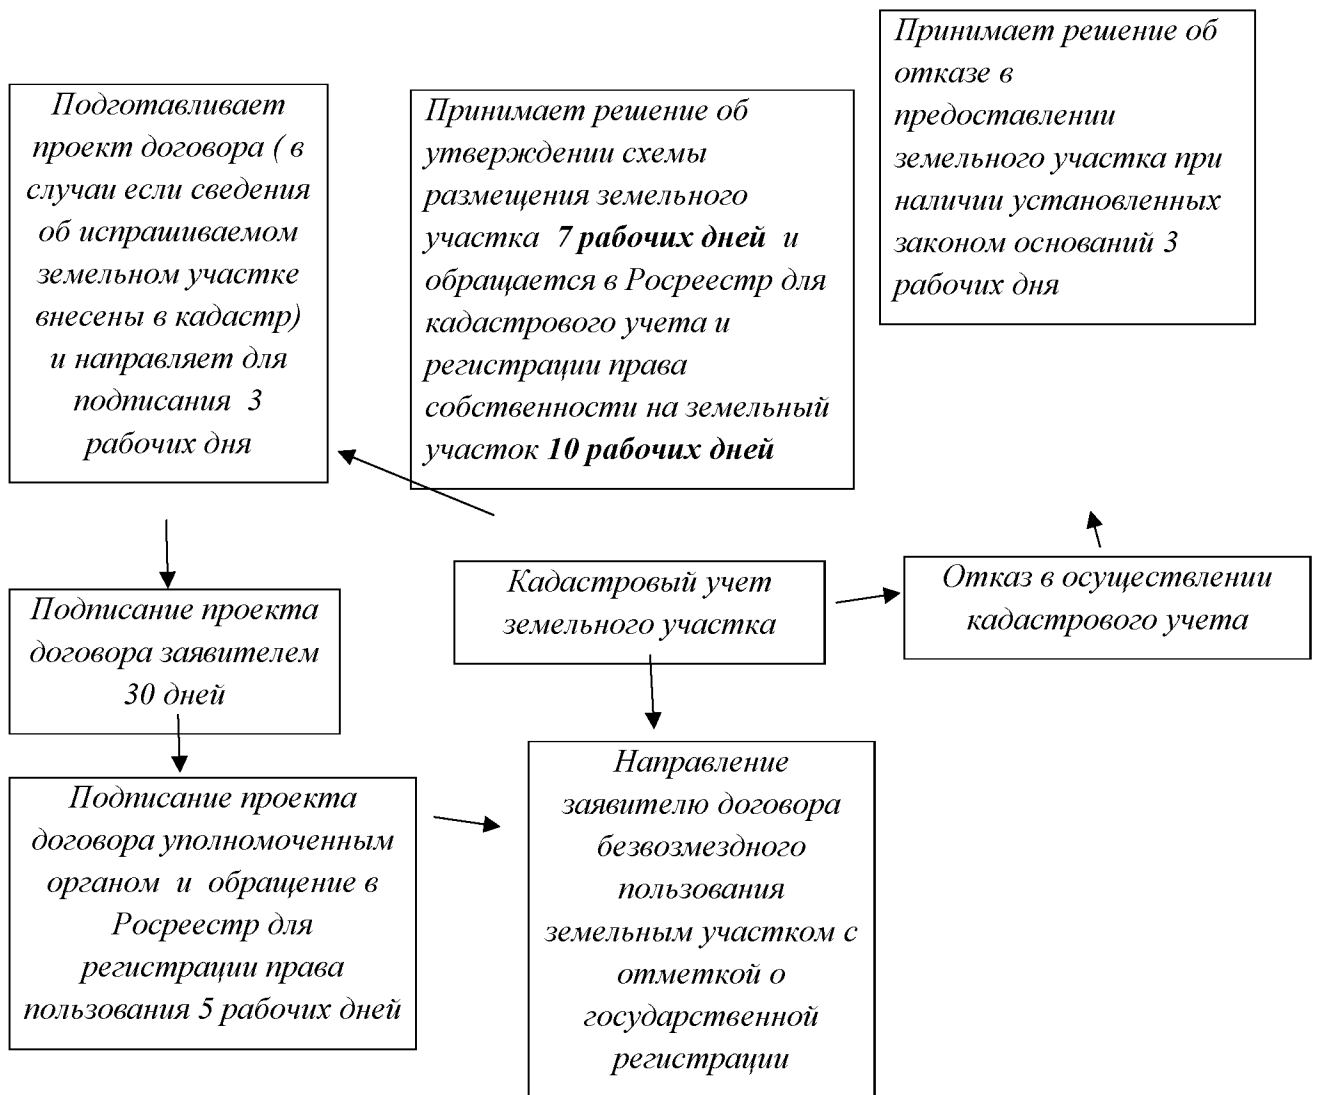 Подготавливает
проект договора ( в
случаи если сведения
об испрашиваемом
земельном участке
внесены в кадастр)
и направляет для
подписания 3
рабочих дня
Принимает решение об
утверждении схемы
размещения земельного
участка 7 рабочих дней и
обращается в Росреестр для
кадастрового учета и
регистрации права
собственности на земельный
участок 10 рабочих дней
Принимает решение об
отказе в
предоставлении
земельного участка при
наличии установленных
законом оснований 3
рабочих дня
Подписание проекта
договора заявителем
30 дней
Кадастровый учет
земельного участка
Отказ в осуществлении
кадастрового учета
Подписание проекта
договора уполномоченным
органом и обращение в
Росреестр для
регистрации права
пользования 5 рабочих дней
Направление
заявителю договора
безвозмездного
пользования
земельным участком с
отметкой о
государственной
регистрации